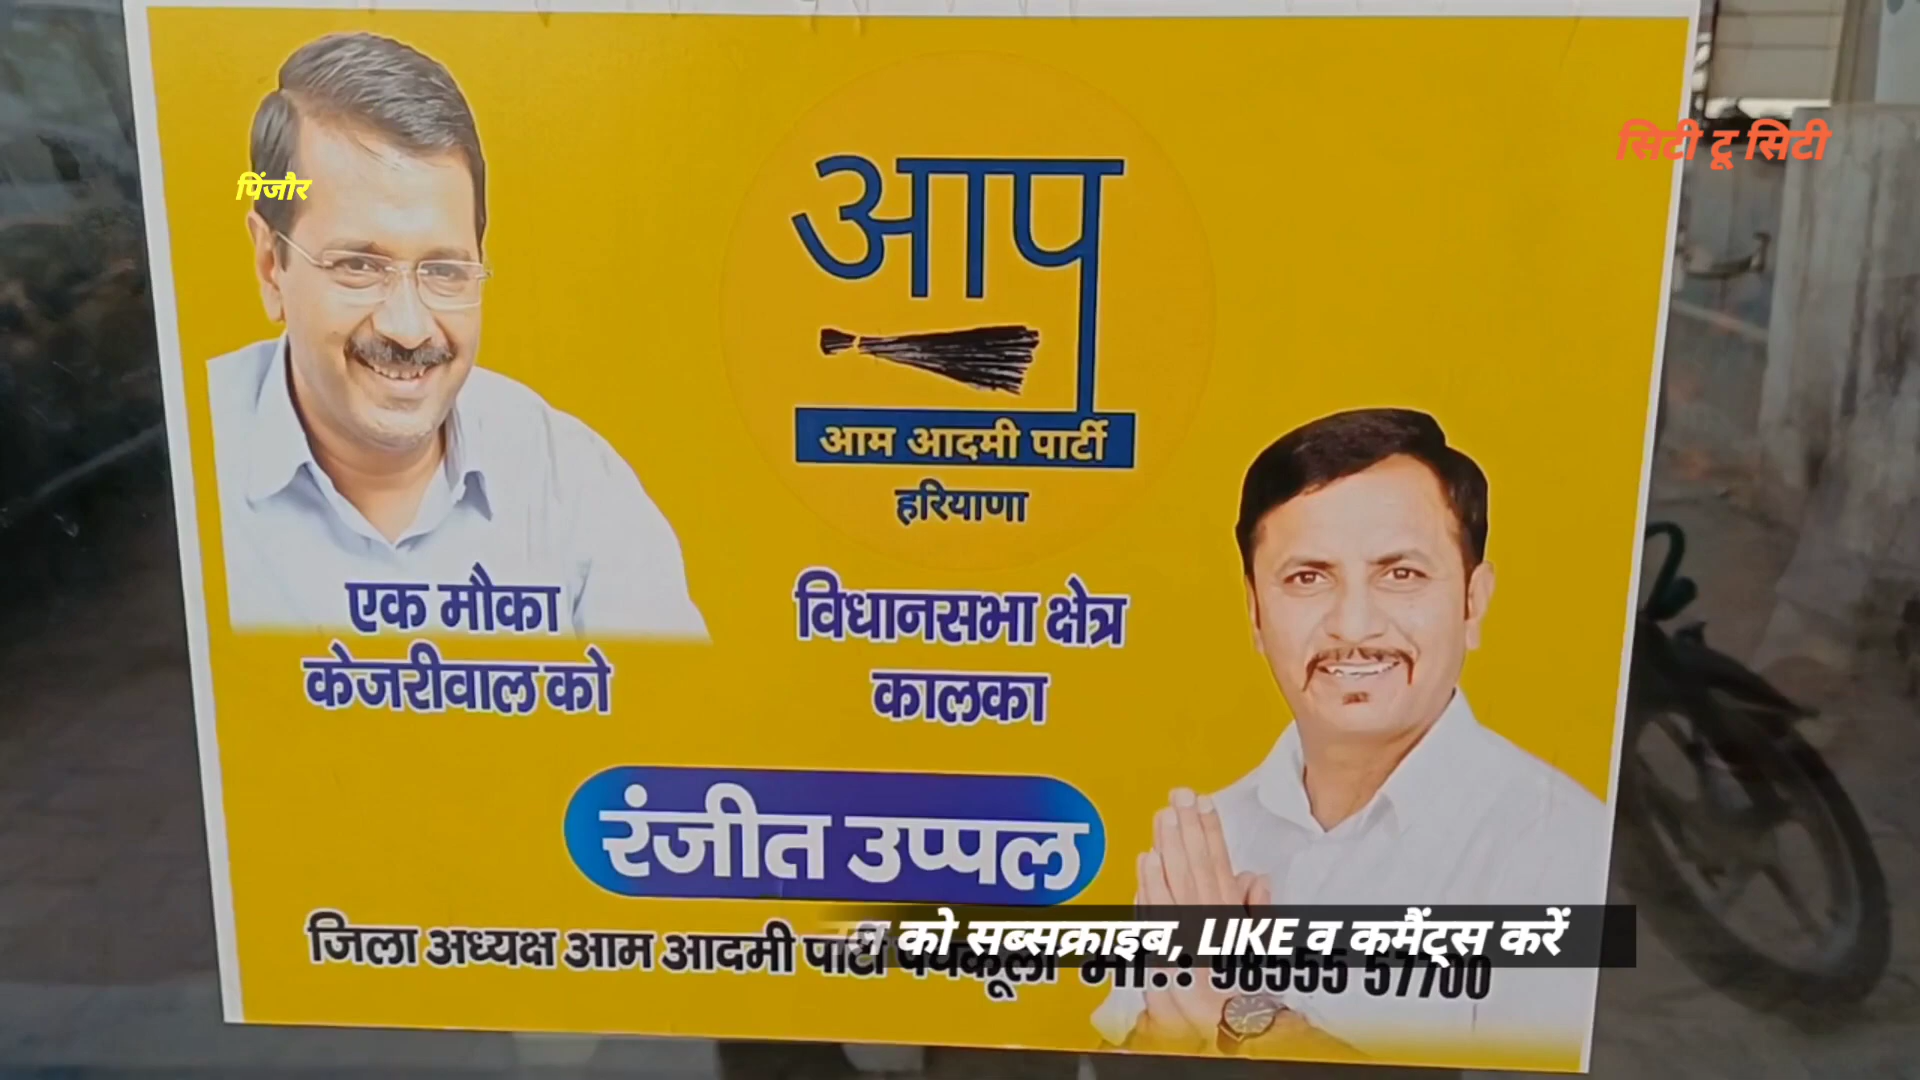 पिंजौर
सिटी टू सिटी
आप
आम आदमी पार्टी
हरियाणा
एक मौका
केजरीवाल को
विधानसभा क्षेत्र
कालका
रंजीत उप्पल
जिला अध्यक्ष आम आदमी पार्टी पंचकूला मो.: 98555 57700
को सब्सक्राइब, LIKE व कमैंट्स करें